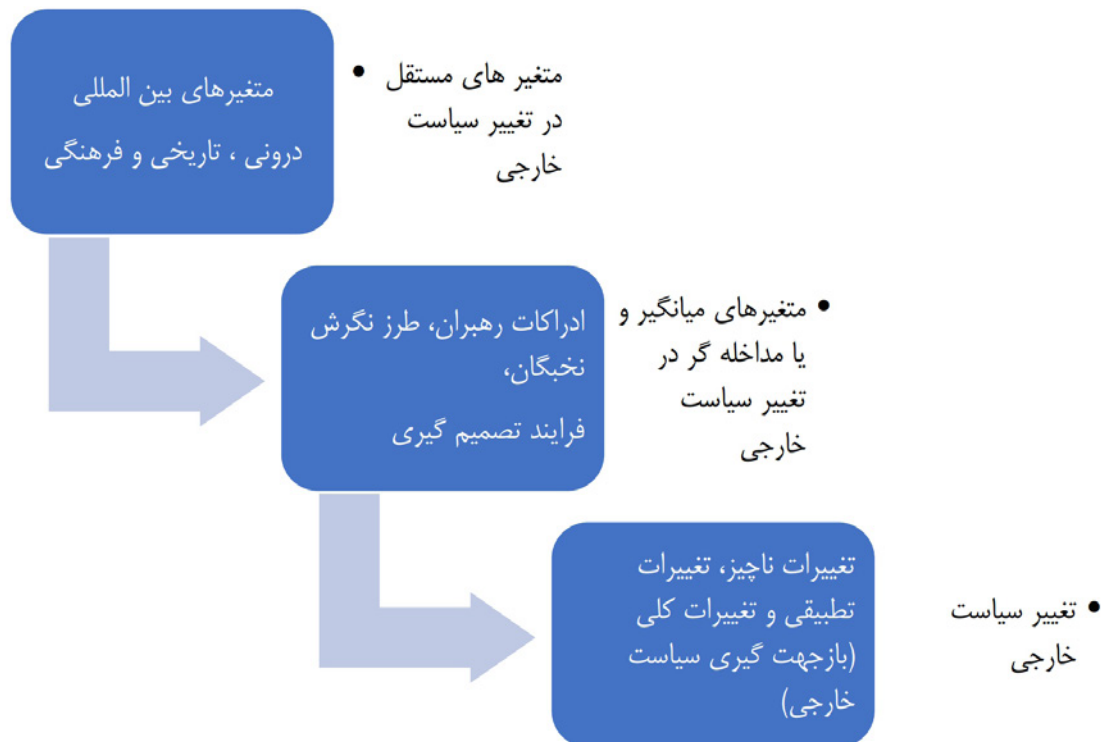 متغیرهای بین المللی
درونی ، تاریخی و فرهنگی
• متغیر های مستقل
در تغییر سیاست
خارجی
ادراکات رهبران، طرز نگرش
نخبگان،
فرایند تصمیم گیری
• متغیرهای میانگیر و
یا مداخله گر در
تغییر سیاست
خارجی
تغییرات ناچیز، تغییرات
تطبیقی و تغییرات کلی
(بازجهت گیری سیاست
خارجی)
• تغییر سیاست
خارجی